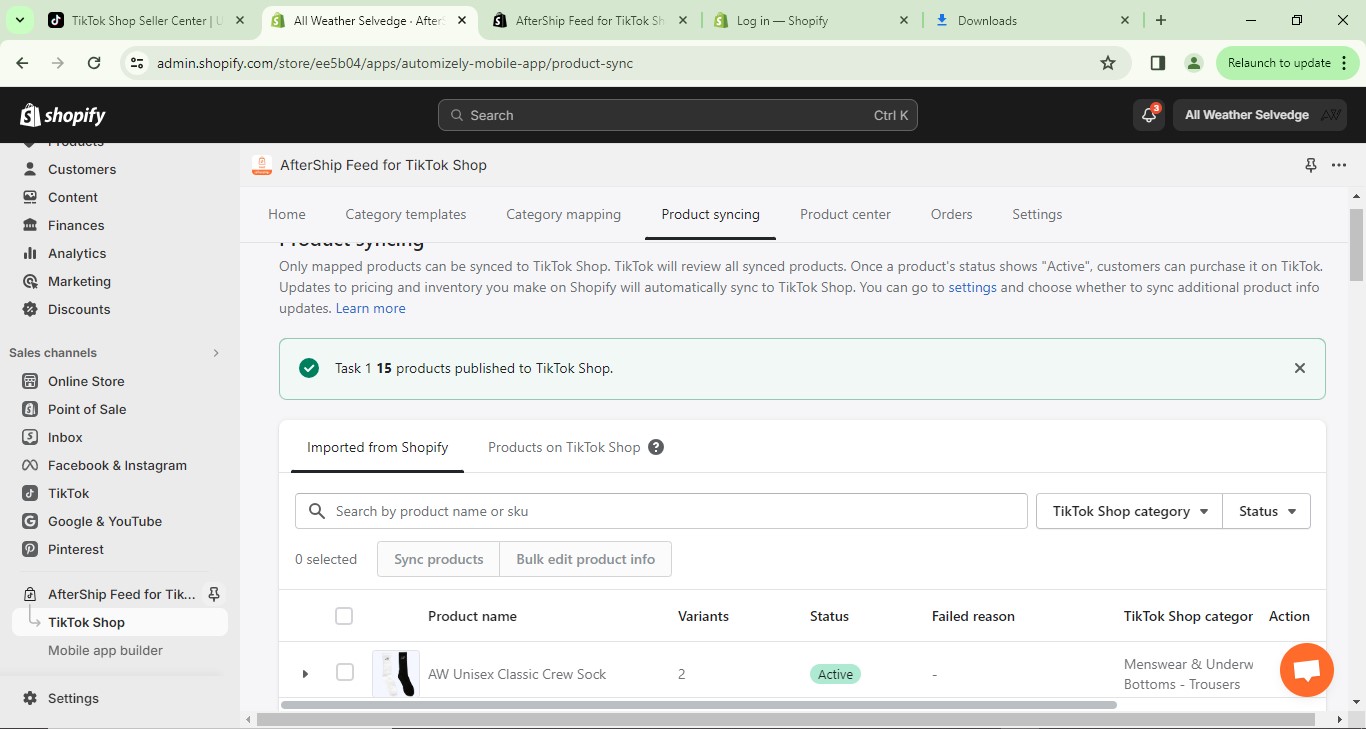 TikTok Shop Seller Center | U
All Weather Selvedge · After
AfterShip Feed for TikTok Sh
Log in — Shopify
Downloads
admin.shopify.com/store/ee5b04/apps/automizely-mobile-app/product-sync
Relaunch to update
shopify
Search
Ctrl K
3
All Weather Selvedge
AW
Products
Customers
Content
Finances
Analytics
Marketing
Discounts
Sales channels
Online Store
Point of Sale
Inbox
Facebook & Instagram
TikTok
Google & YouTube
Pinterest
AfterShip Feed for Tik...
TikTok Shop
Mobile app builder
Settings
AfterShip Feed for TikTok Shop
Home
Category templates
Category mapping
Product syncing
Product center
Orders
Settings
Product syncing
Only mapped products can be synced to TikTok Shop. TikTok will review all synced products. Once a product's status shows "Active", customers can purchase it on TikTok.
Updates to pricing and inventory you make on Shopify will automatically sync to TikTok Shop. You can go to settings and choose whether to sync additional product info
updates. Learn more
Task 1 15 products published to TikTok Shop.
Imported from Shopify
Products on TikTok Shop
?
Search by product name or sku
TikTok Shop category
Status
0 selected
Sync products
Bulk edit product info
Product name
Variants
Status
Failed reason
TikTok Shop categor
Action
AW Unisex Classic Crew Sock
2
Active
-
Menswear & Underw
Bottoms - Trousers